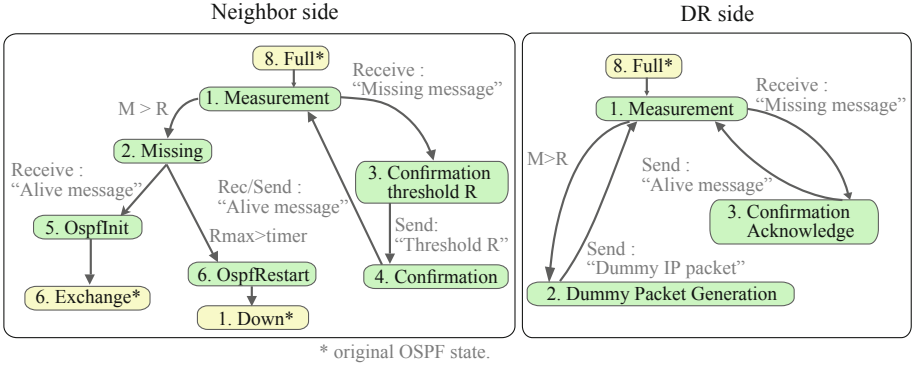 Neighbor side
8. Full*
1. Measurement
Receive :
“Missing message”
M > R
2. Missing
Receive :
“Alive message”
Rec/Send :
“Alive message”
3. Confirmation
threshold R
5. OspfInit
Rmax>timer
Send:
“Threshold R”
6. OspfRestart
4. Confirmation
6. Exchange*
1. Down*
DR side
8. Full*
1. Measurement
Receive :
“Missing message”
M>R
Send :
“Alive message”
3. Confirmation
Acknowledge
Send :
“Dummy IP packet”
2. Dummy Packet Generation
* original OSPF state.